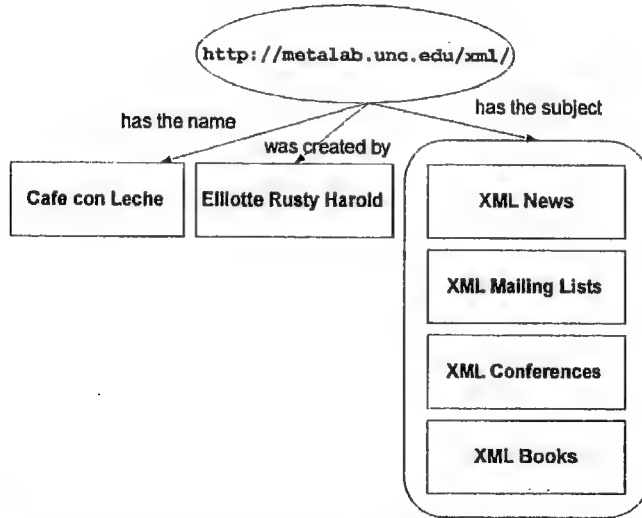 http://metalab.unc.edu/xml/
has the name
was created by
has the subject
Cafe con Leche
Elliotte Rusty Harold
XML News
XML Mailing Lists
XML Conferences
XML Books